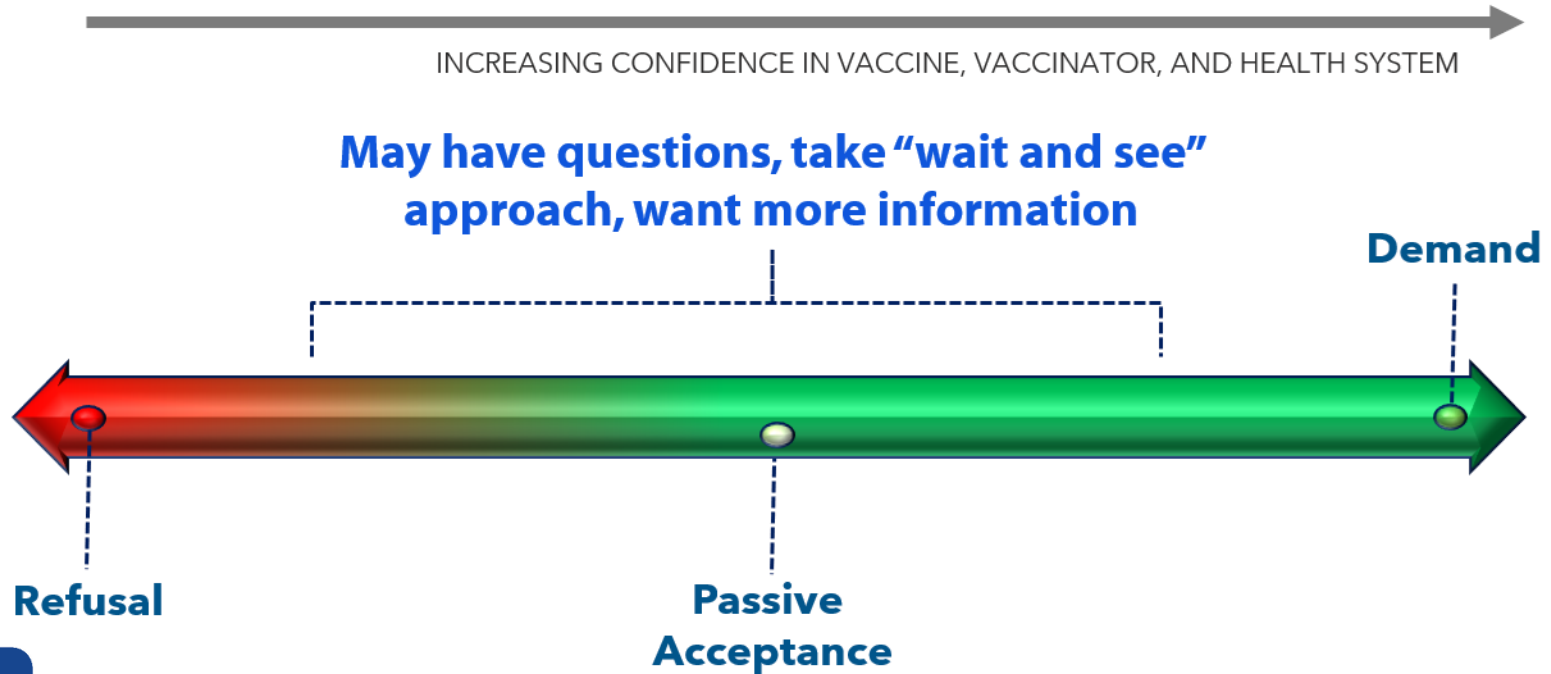 INCREASING CONFIDENCE IN VACCINE, VACCINATOR, AND HEALTH SYSTEM
May have questions, take “wait and see”
approach, want more information
Demand
Refusal
Passive
Acceptance